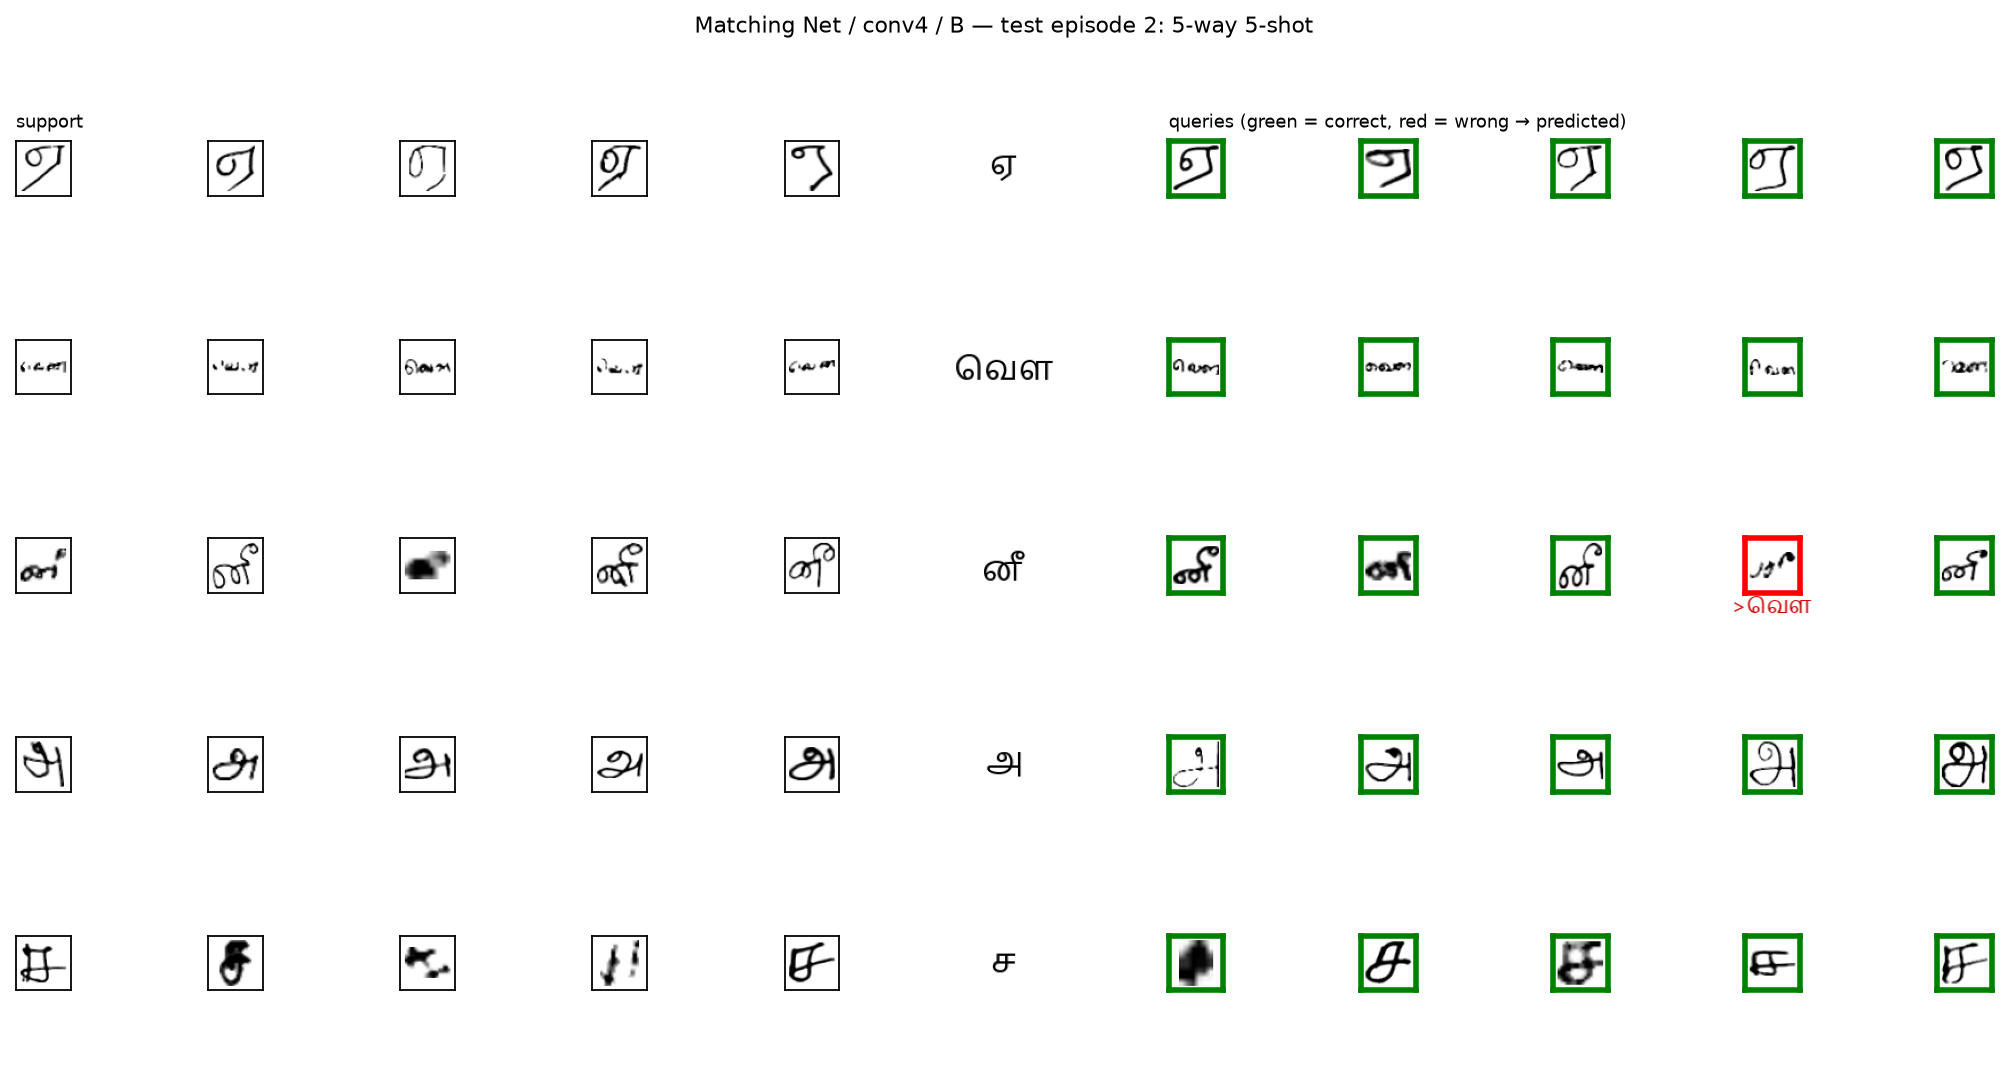 Matching Net / conv4 / B — test episode 2: 5-way 5-shot
support
queries (green = correct, red = wrong → predicted)
ஏ ஏ ஏ ஏ ஏ ஏ ஏ ஏ ஏ ஏ ஏ
வெள வெள வெள வெள வெள வெள
னீ னீ னீ னீ னீ னீ னீ னீ
>வெள
அ அ அ அ அ அ அ அ அ அ அ
ச ச ச ச ச ச ச